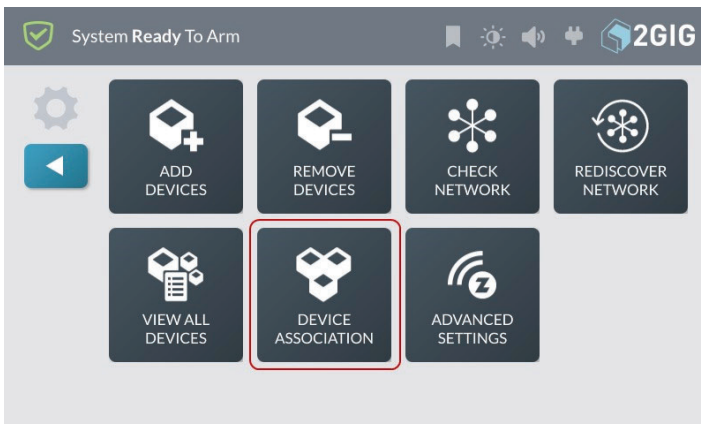 System Ready To Arm
2GIG
ADD
DEVICES
REMOVE
DEVICES
CHECK
NETWORK
REDISCOVER
NETWORK
VIEW ALL
DEVICES
DEVICE
ASSOCIATION
ADVANCED
SETTINGS